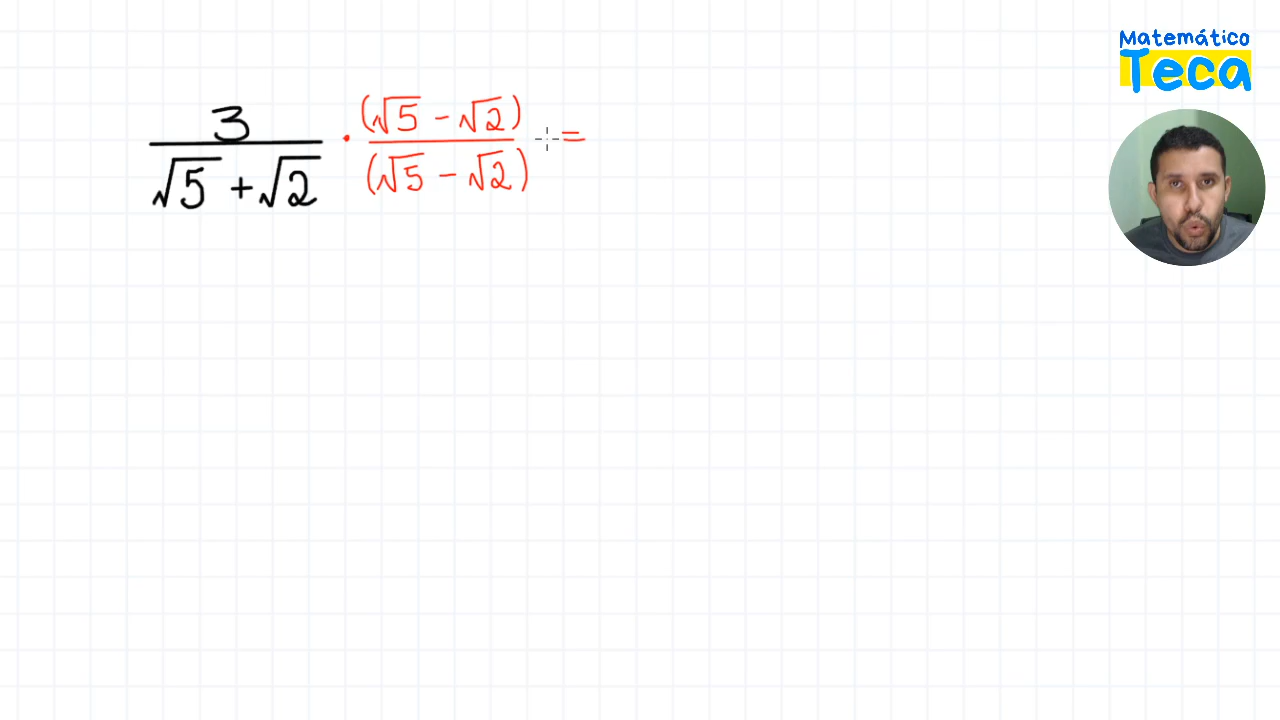 Matemático
Teca
3 / (√5 + √2) · (√5 - √2) / (√5 - √2) =